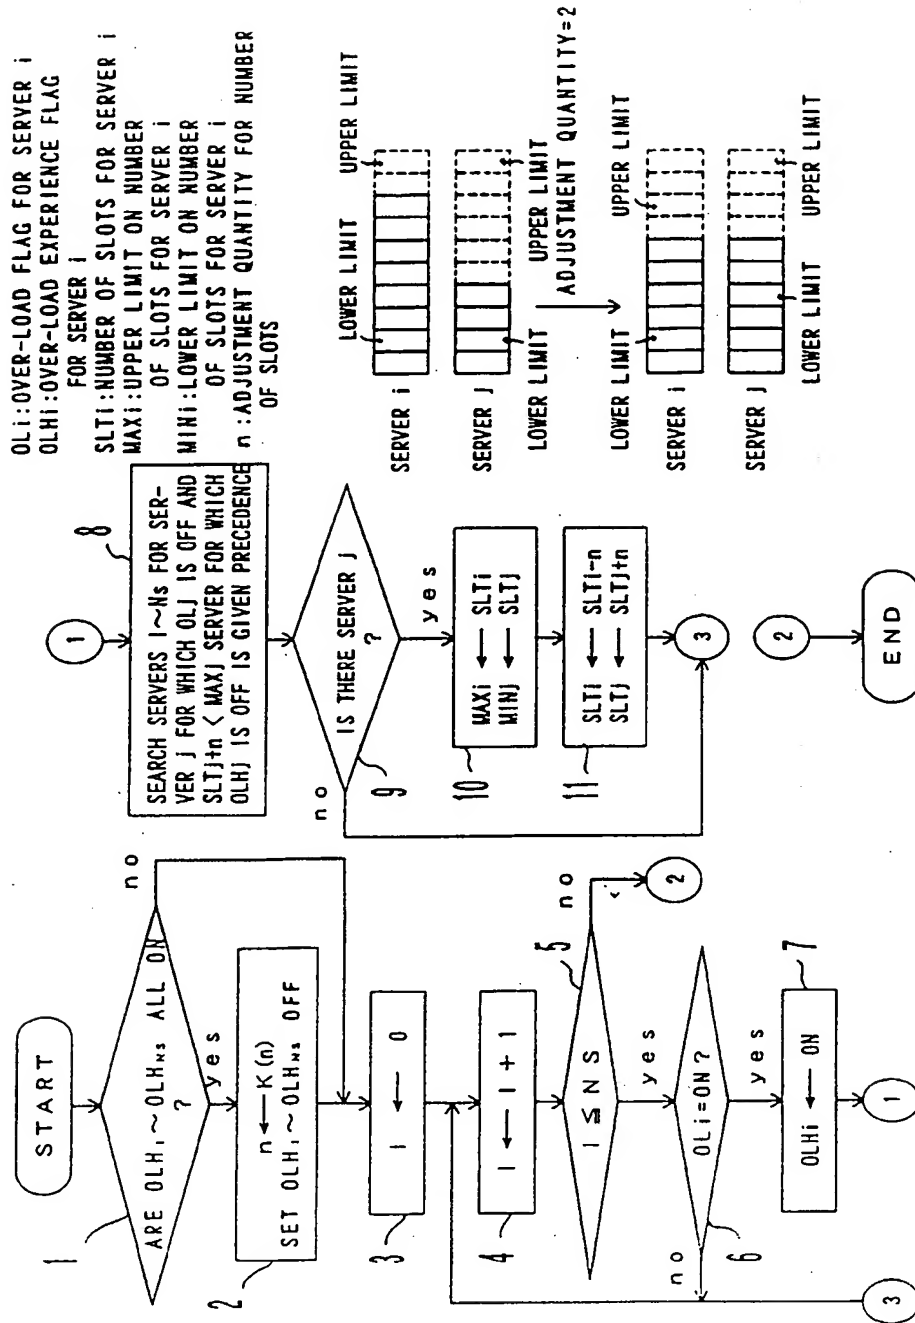 START
1
ARE OLH₁~OLH_NS ALL ON
?
no
yes
2
n ← K(n)
SET OLH₁~OLH_NS OFF
3
I ← 0
4
I ← I + 1
5
I ≦ N S
no
2
yes
6
OLi=ON?
no
yes
7
OLHi ← ON
1
3
1
8
SEARCH SERVERS 1~Ns FOR SER-
VER j FOR WHICH OLj IS OFF AND
SLTj+n < MAXj SERVER FOR WHICH
OLHj IS OFF IS GIVEN PRECEDENCE
9
IS THERE SERVER j
?
no
yes
10
MAXi ← SLTi
MINj ← SLTj
11
SLTi ← SLTi-n
SLTj ← SLTj+n
3
2
END
OLi:OVER-LOAD FLAG FOR SERVER i
OLHi:OVER-LOAD EXPERIENCE FLAG
FOR SERVER i
SLTi:NUMBER OF SLOTS FOR SERVER i
MAXi:UPPER LIMIT ON NUMBER
OF SLOTS FOR SERVER i
MINi:LOWER LIMIT ON NUMBER
OF SLOTS FOR SERVER i
n:ADJUSTMENT QUANTITY FOR NUMBER
OF SLOTS
LOWER LIMIT
UPPER LIMIT
SERVER i
SERVER j
LOWER LIMIT
UPPER LIMIT
ADJUSTMENT QUANTITY=2
LOWER LIMIT
UPPER LIMIT
SERVER i
SERVER j
LOWER LIMIT
UPPER LIMIT